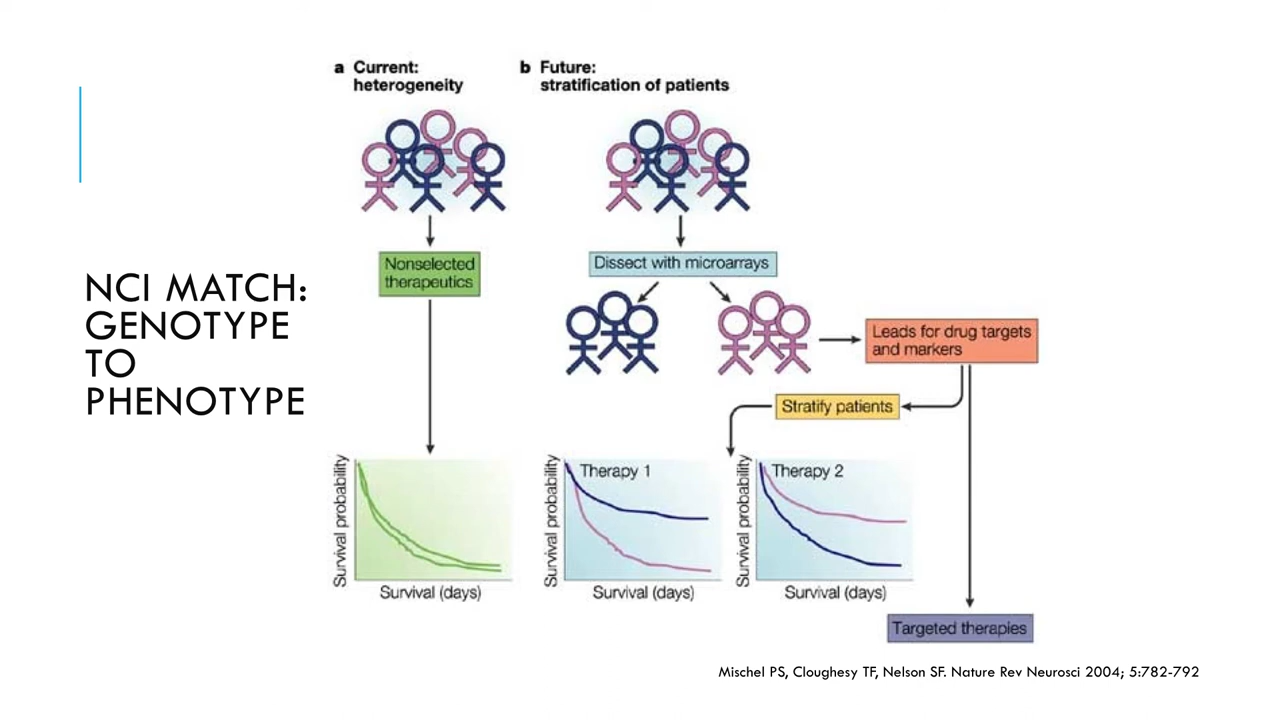 NCI MATCH:
GENOTYPE
TO
PHENOTYPE
a Current:
heterogeneity
Nonselected
therapeutics
Survival probability
Survival (days)
b Future:
stratification of patients
Dissect with microarrays
Leads for drug targets
and markers
Stratify patients
Therapy 1
Survival probability
Survival (days)
Therapy 2
Survival probability
Survival (days)
Targeted therapies
Mischel PS, Cloughesy TF, Nelson SF. Nature Rev Neurosci 2004; 5:782-792